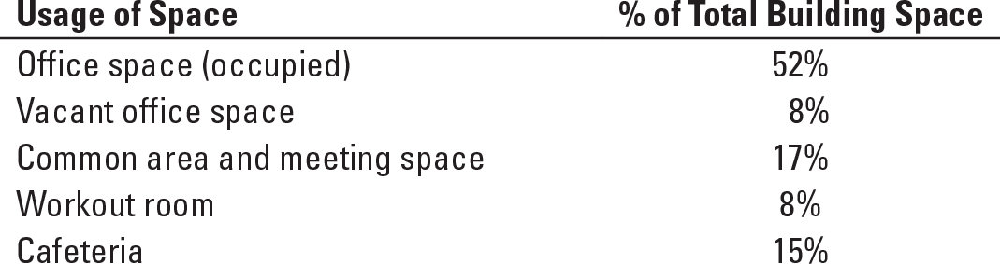 Usage of Space % of Total Building Space
Office space (occupied) 52%
Vacant office space 8%
Common area and meeting space 17%
Workout room 8%
Cafeteria 15%